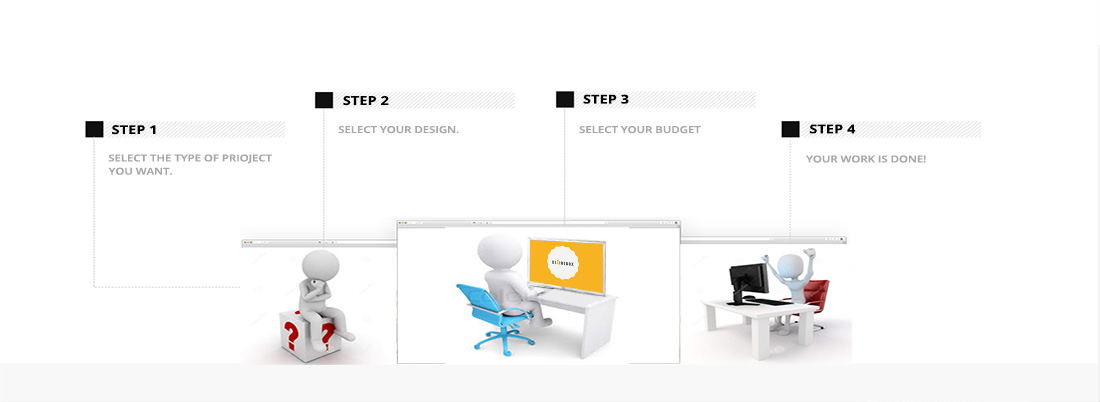 STEP 1
SELECT THE TYPE OF PRIOJECT
YOU WANT.
STEP 2
SELECT YOUR DESIGN.
STEP 3
SELECT YOUR BUDGET
STEP 4
YOUR WORK IS DONE!
? ?